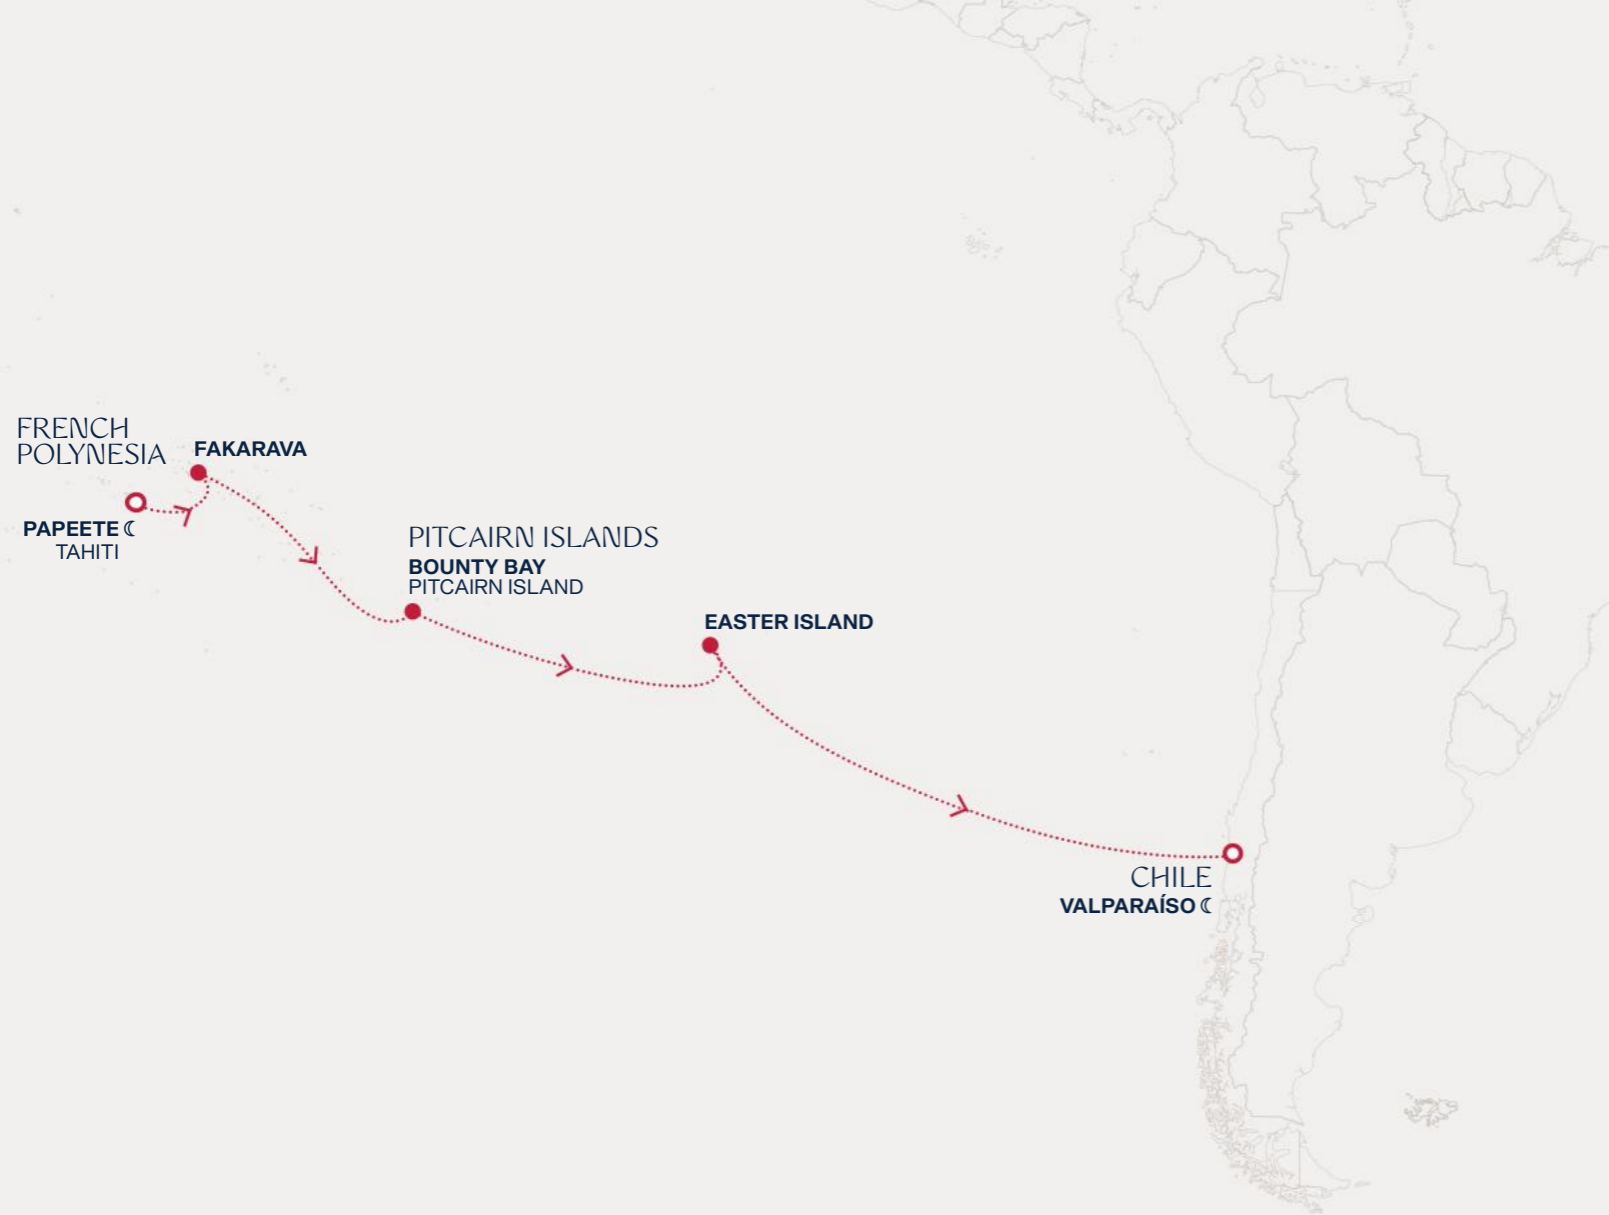 FRENCH
POLYNESIA
FAKARAVA
PAPEETE
TAHITI
PITCAIRN ISLANDS
BOUNTY BAY
PITCAIRN ISLAND
EASTER ISLAND
CHILE
VALPARAÍSO